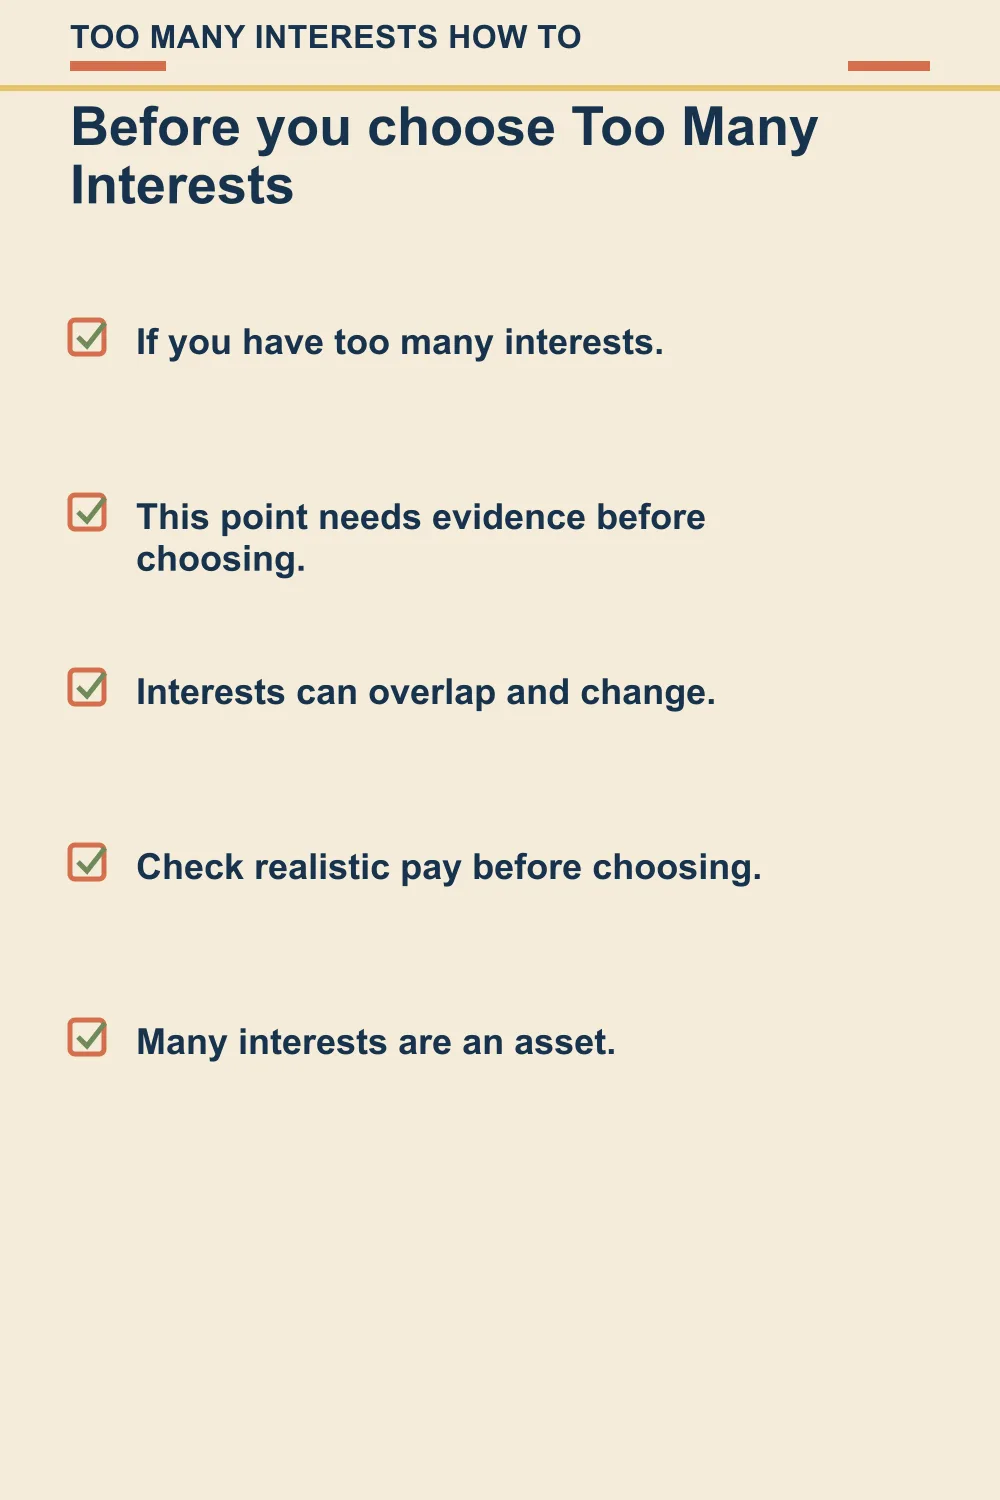 TOO MANY INTERESTS HOW TO
Before you choose Too Many
Interests
If you have too many interests.
This point needs evidence before
choosing.
Interests can overlap and change.
Check realistic pay before choosing.
Many interests are an asset.